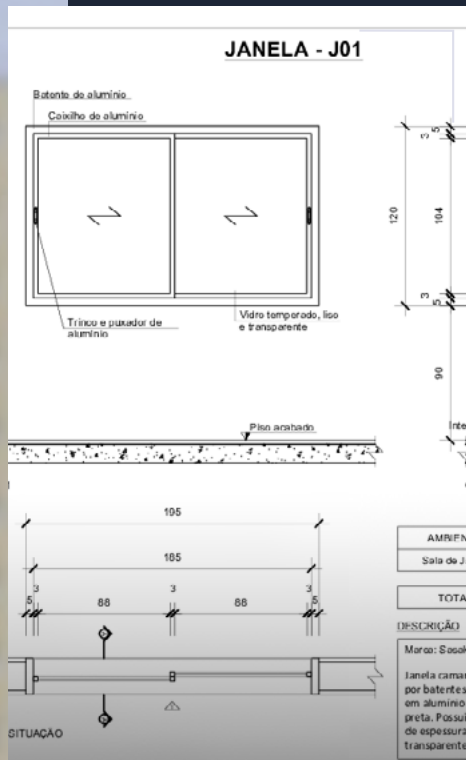 JANELA - J01
Batente de alumínio
Caixilho de alumínio
Trinco e puxador de
alumínio
Vidro temperado, liso
e transparente
120
3 5
104
3
5
90
Piso acabado
Inte
195
185
5 3 88 3 88 3 5
SITUAÇÃO
AMBIEN
Sala de J
TOTA
DESCRIÇÃO
Marca: Sasak
Janela camar
por batentes
em alumínio
preta. Possui
de espessura
transparente